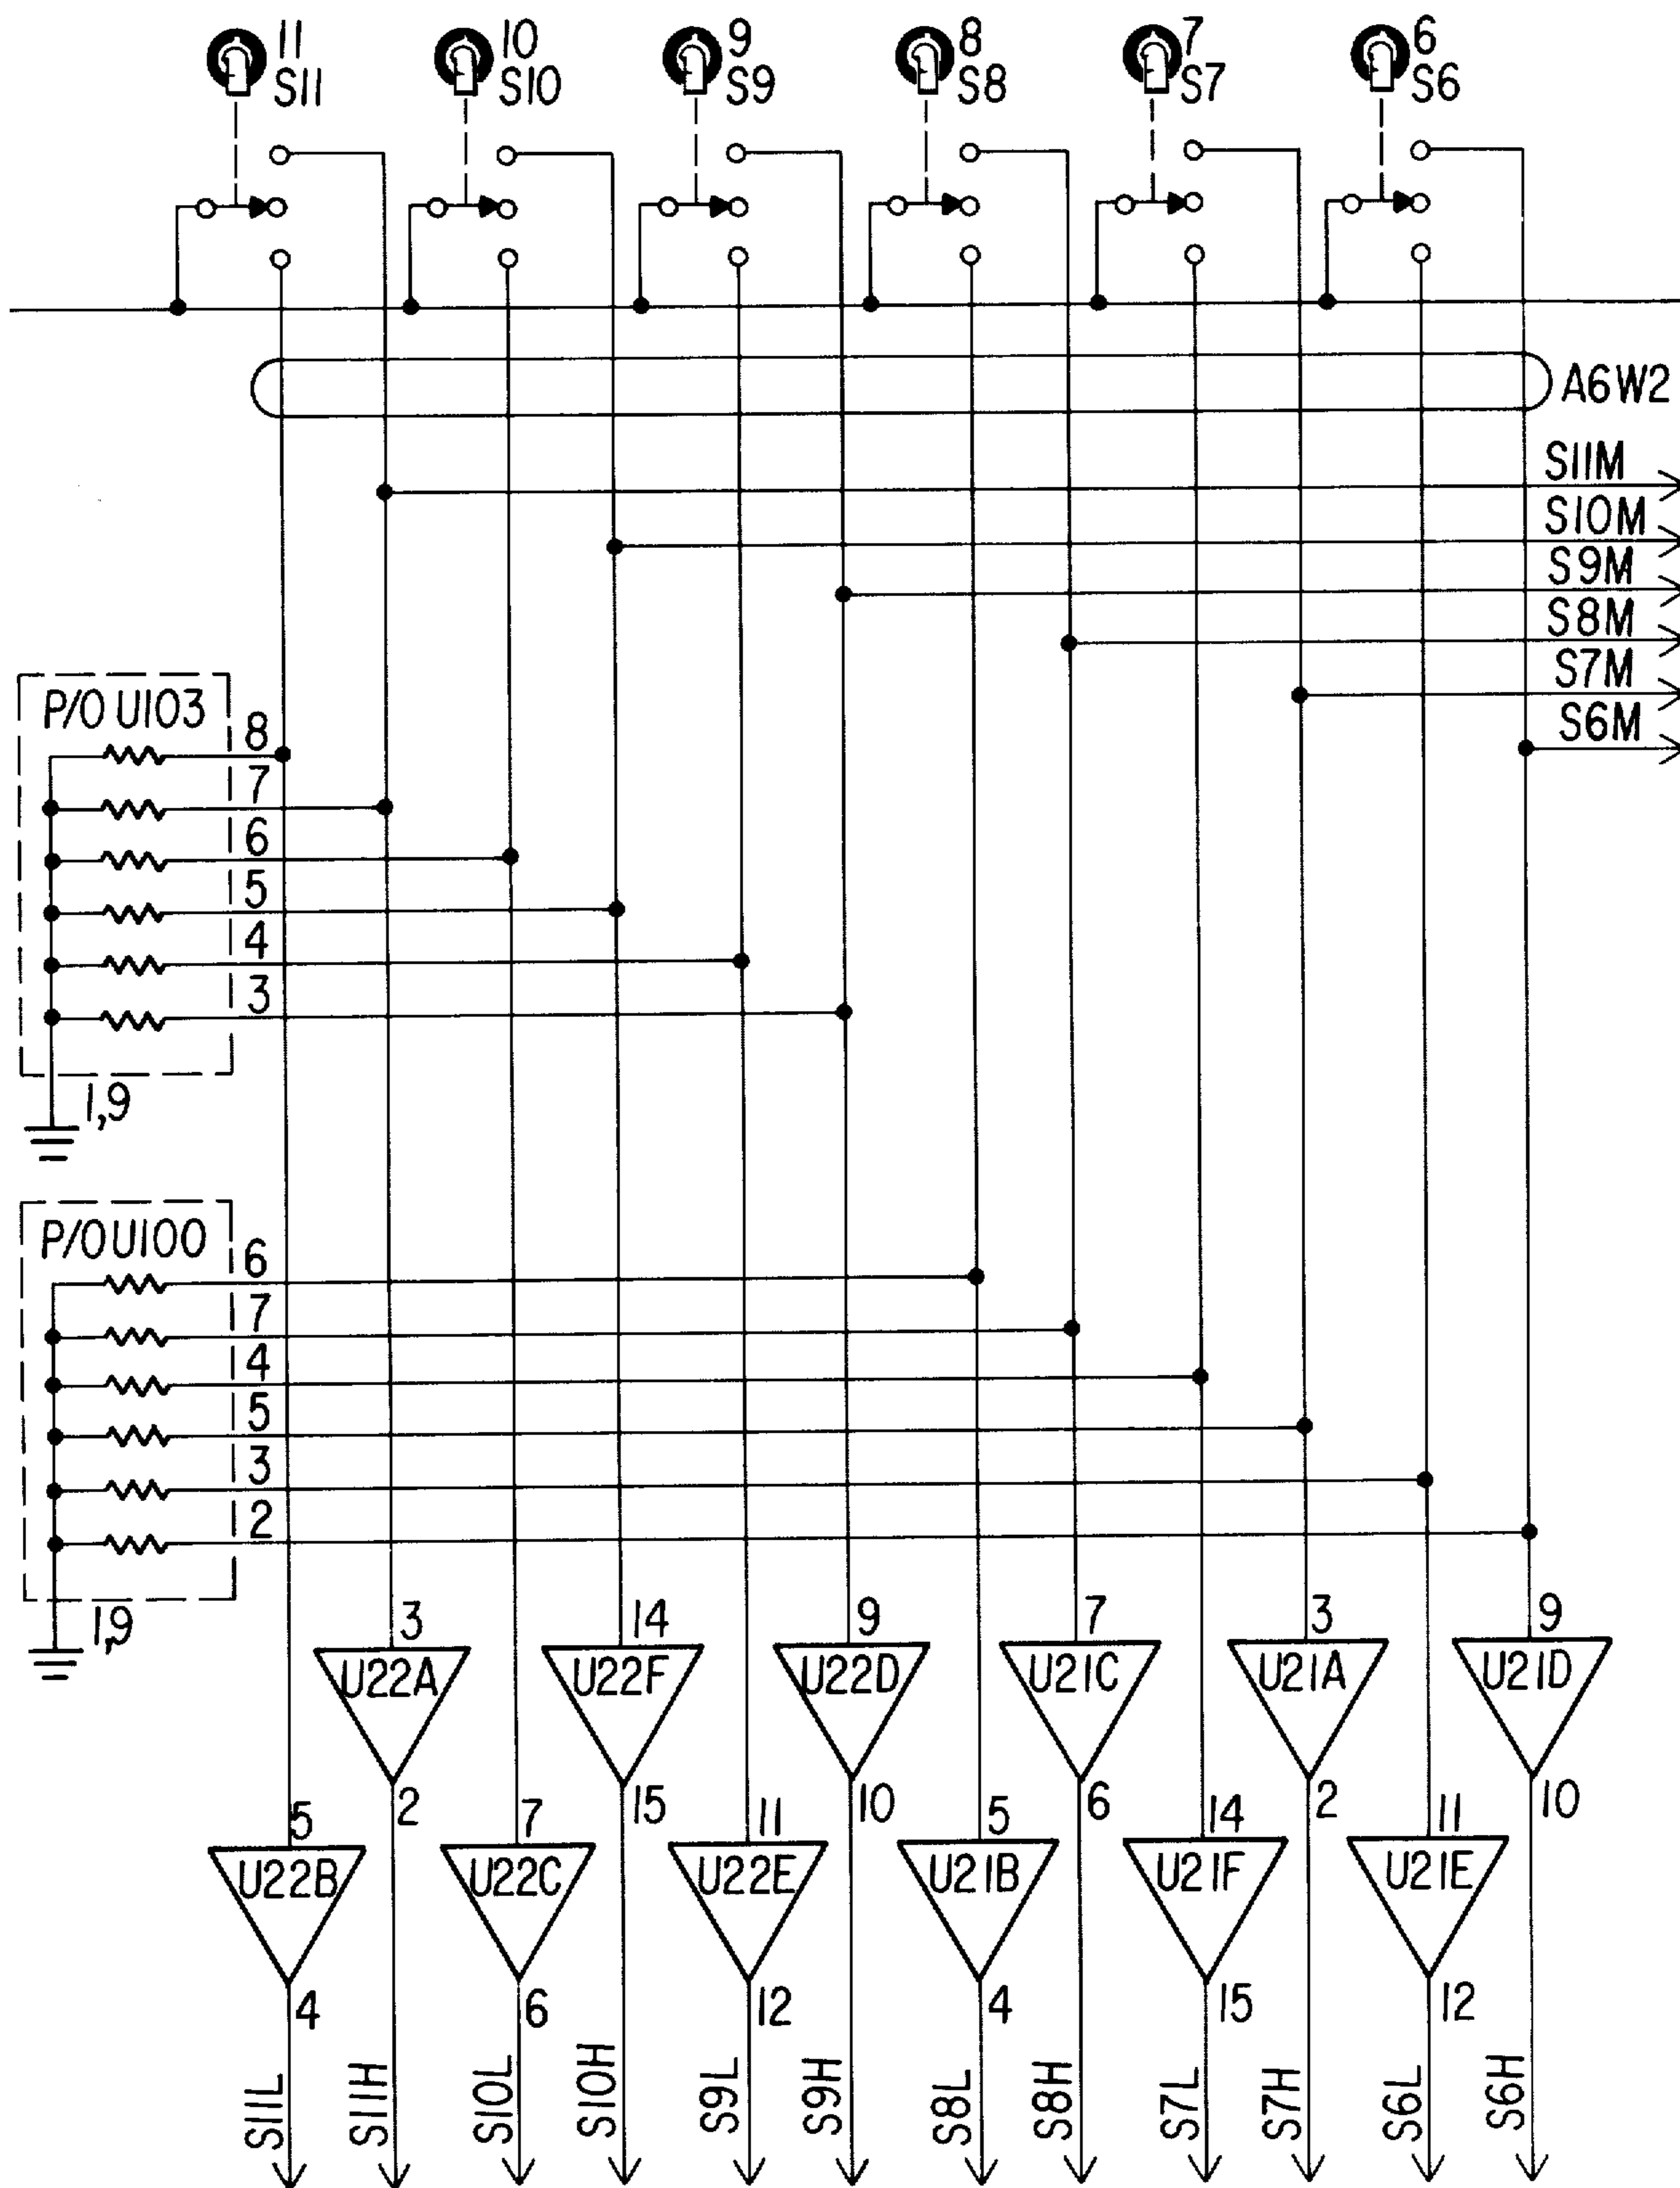 11
S11
10
S10
9
S9
8
S8
7
S7
6
S6
A6W2
S11M
S10M
S9M
S8M
S7M
S6M
P/O U103
8
7
6
5
4
3
1,9
P/O U100
6
7
4
5
3
2
1,9
3
14
9
7
3
9
U22A
U22F
U22D
U21C
U21A
U21D
2
15
10
6
2
10
5
7
11
5
14
11
U22B
U22C
U22E
U21B
U21F
U21E
4
6
12
4
15
12
S11L
S11H
S10L
S10H
S9L
S9H
S8L
S8H
S7L
S7H
S6L
S6H